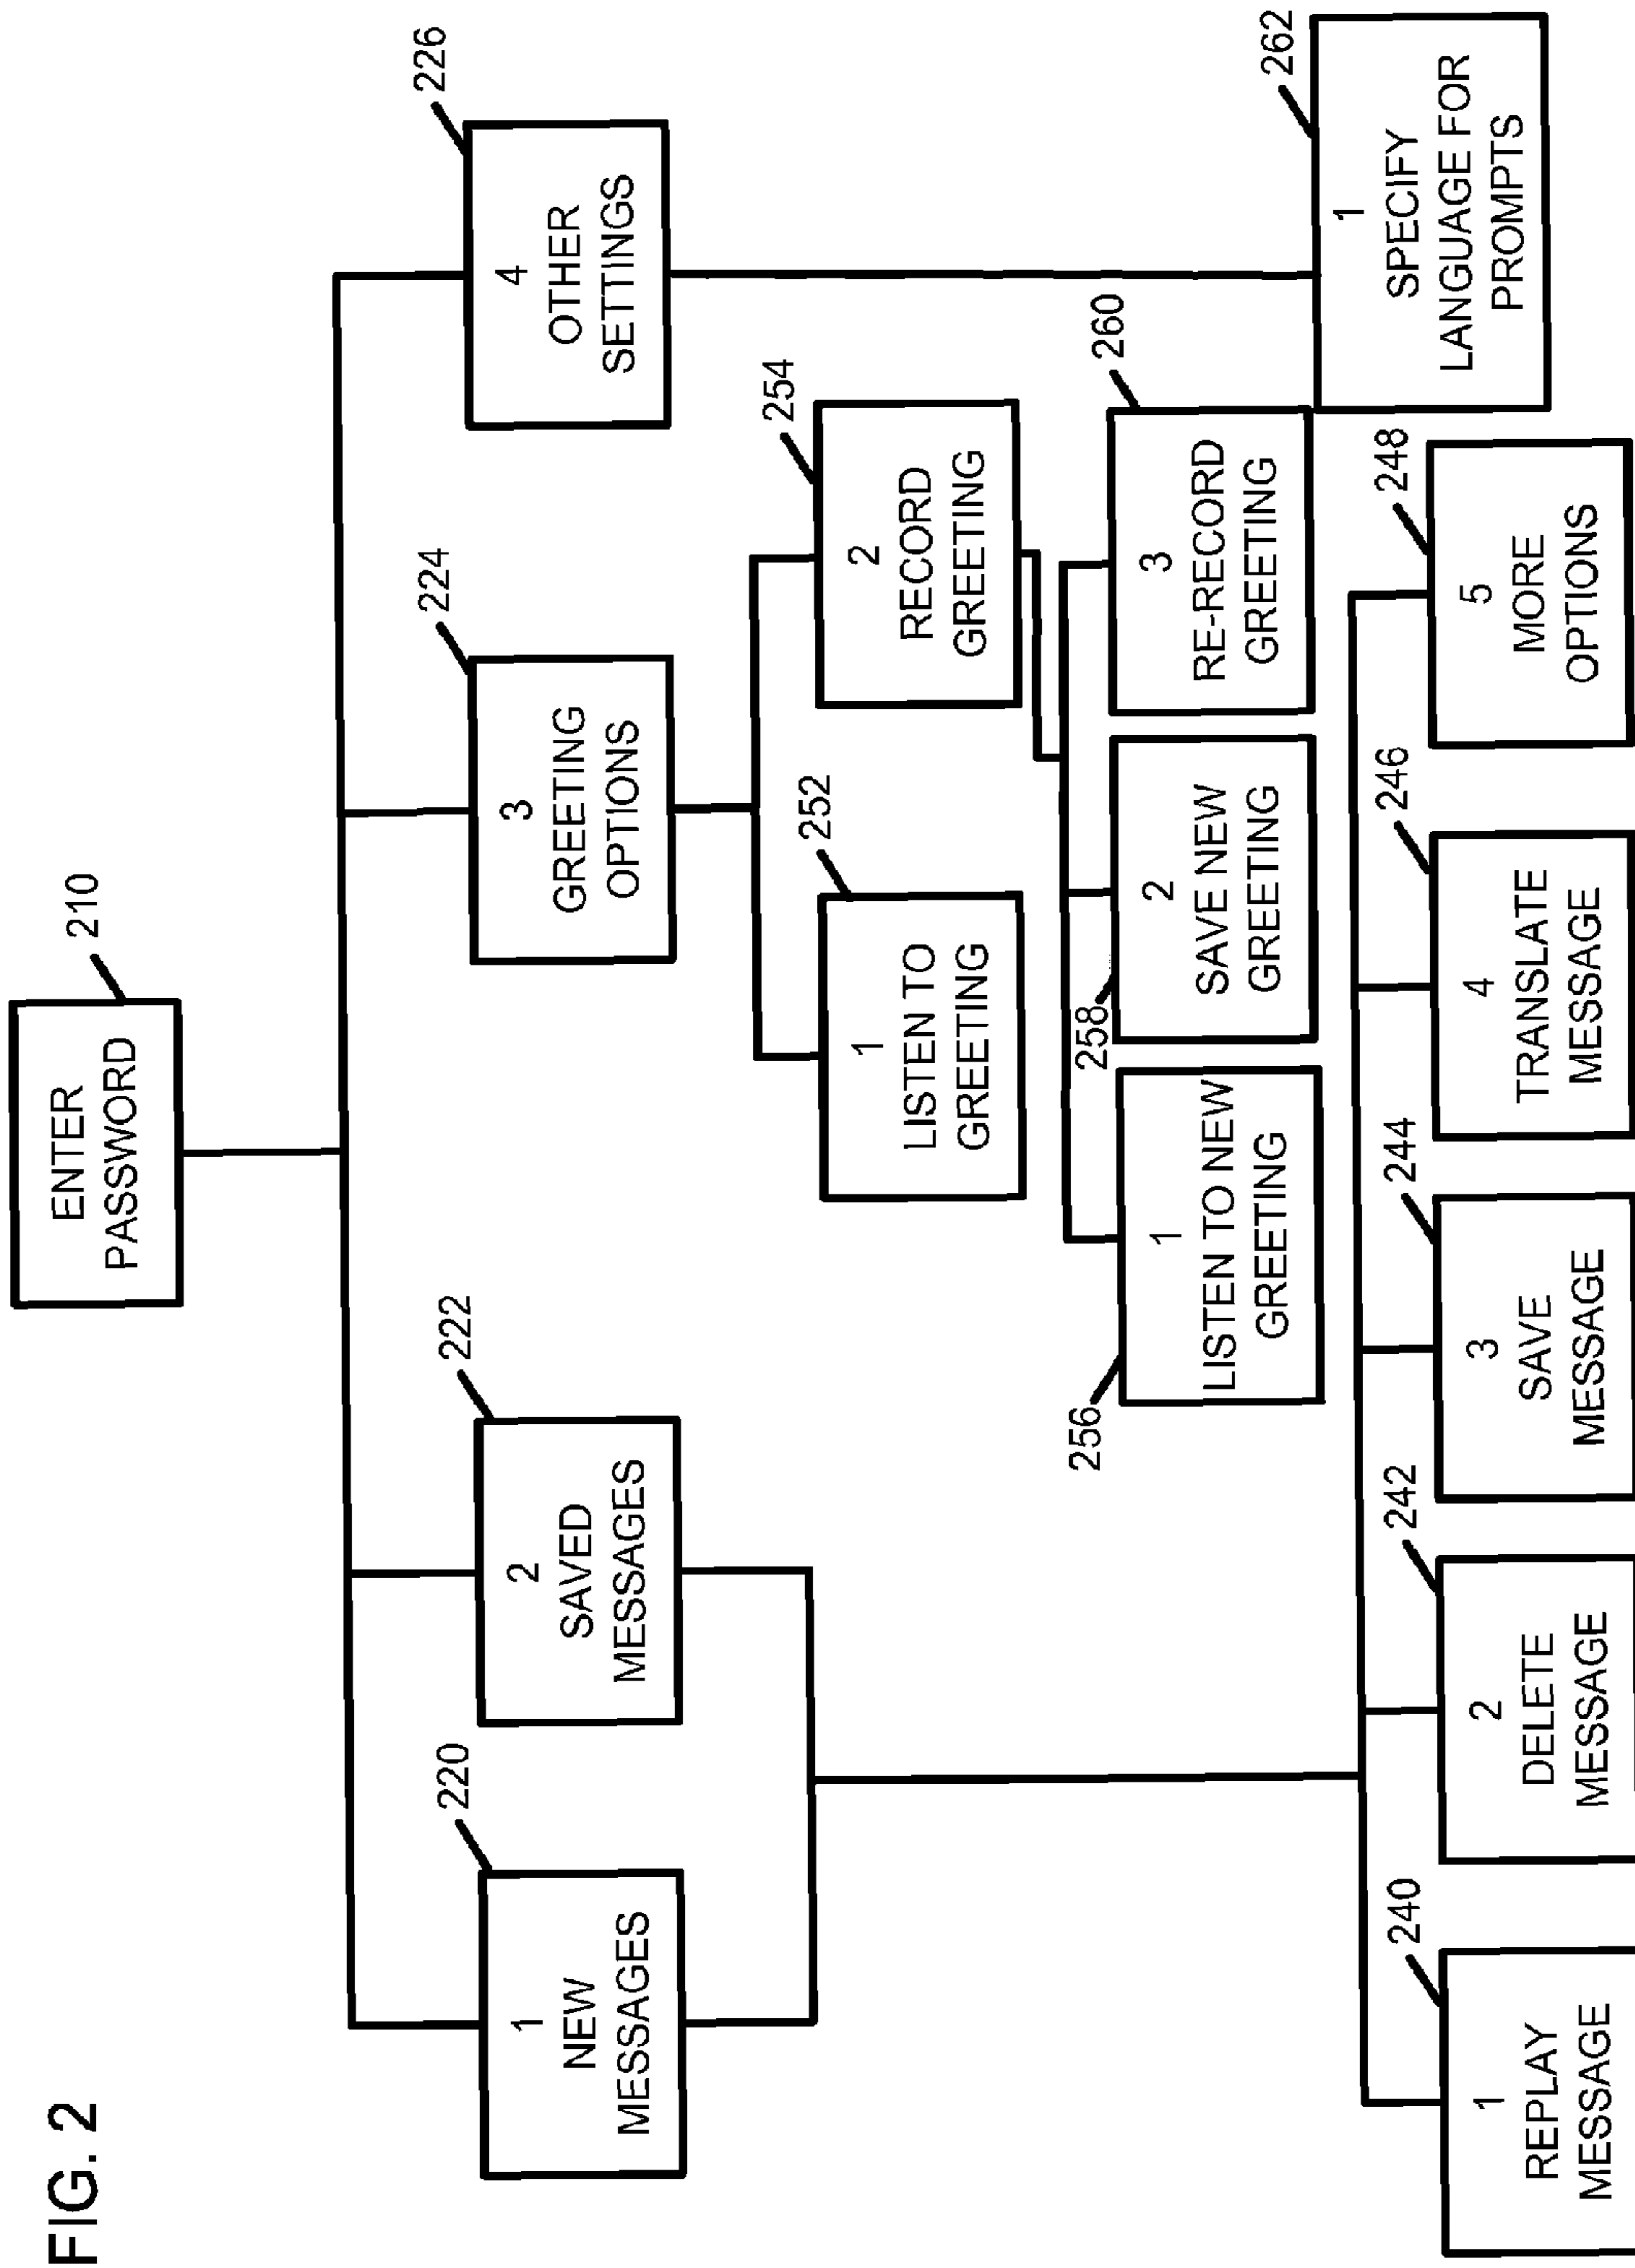 FIG. 2
ENTER
PASSWORD
210
1
NEW
MESSAGES
220
2
SAVED
MESSAGES
222
3
GREETING
OPTIONS
224
4
OTHER
SETTINGS
226
1
LISTEN TO
GREETING
252
2
RECORD
GREETING
254
1
LISTEN TO NEW
GREETING
256
2
SAVE NEW
GREETING
258
3
RE-RECORD
GREETING
260
1
SPECIFY
LANGUAGE FOR
PROMPTS
262
1
REPLAY
MESSAGE
240
2
DELETE
MESSAGE
242
3
SAVE
MESSAGE
244
4
TRANSLATE
MESSAGE
246
5
MORE
OPTIONS
248